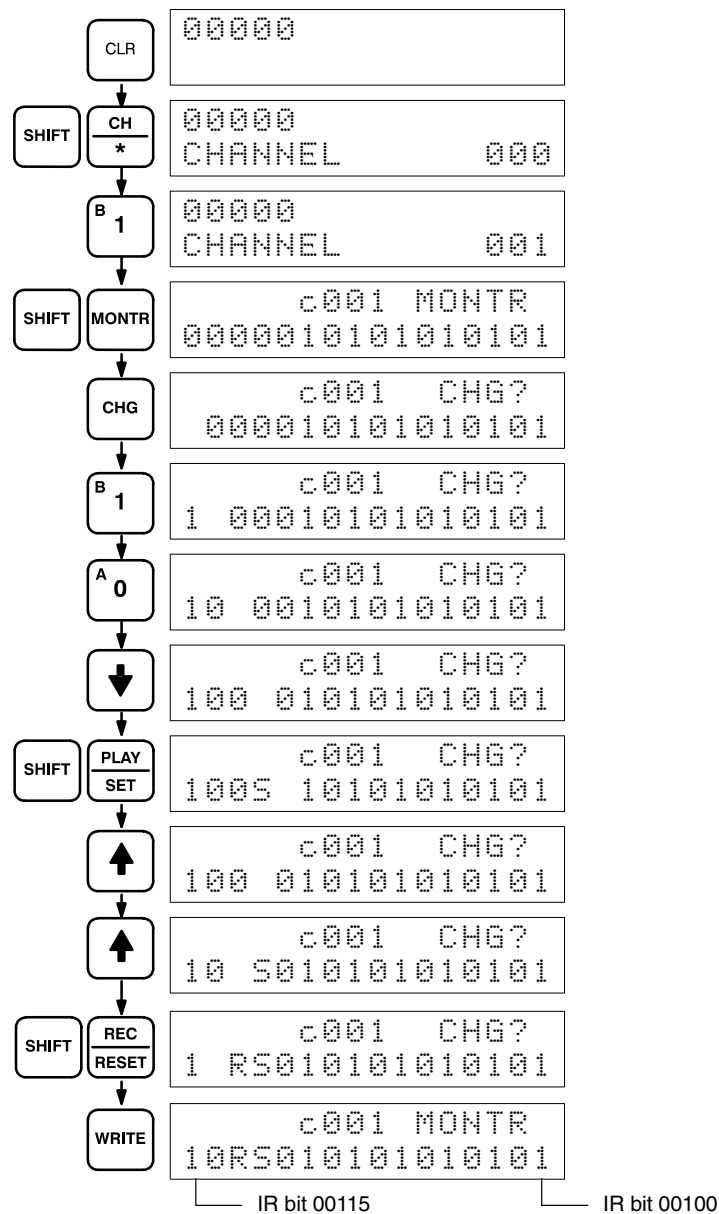 CLR
00000
SHIFT CH * 00000
CHANNEL 000
B 1 00000
CHANNEL 001
SHIFT MONTR c001 MONTR
0000010101010101
CHG c001 CHG?
000010101010101
B 1 c001 CHG?
1 00010101010101
A 0 c001 CHG?
10 0010101010101
c001 CHG?
100 010101010101
SHIFT PLAY SET c001 CHG?
100S 10101010101
c001 CHG?
100 010101010101
c001 CHG?
10 S010101010101
SHIFT REC RESET c001 CHG?
1 RS010101010101
WRITE c001 MONTR
10RS010101010101
IR bit 00115 IR bit 00100